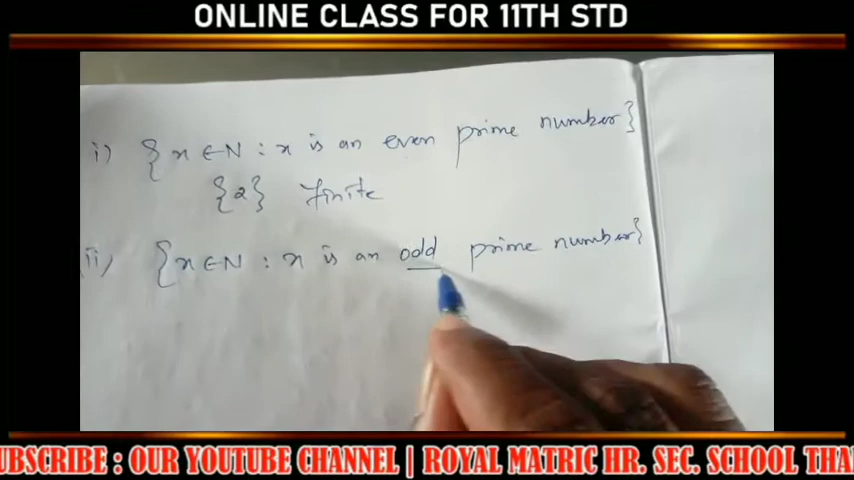 ONLINE CLASS FOR 11TH STD
i) {x ∈ N : x is an even prime number}
{2} finite
ii) {x ∈ N : x is an odd prime number}
SUBSCRIBE : OUR YOUTUBE CHANNEL | ROYAL MATRIC HR. SEC. SCHOOL THA